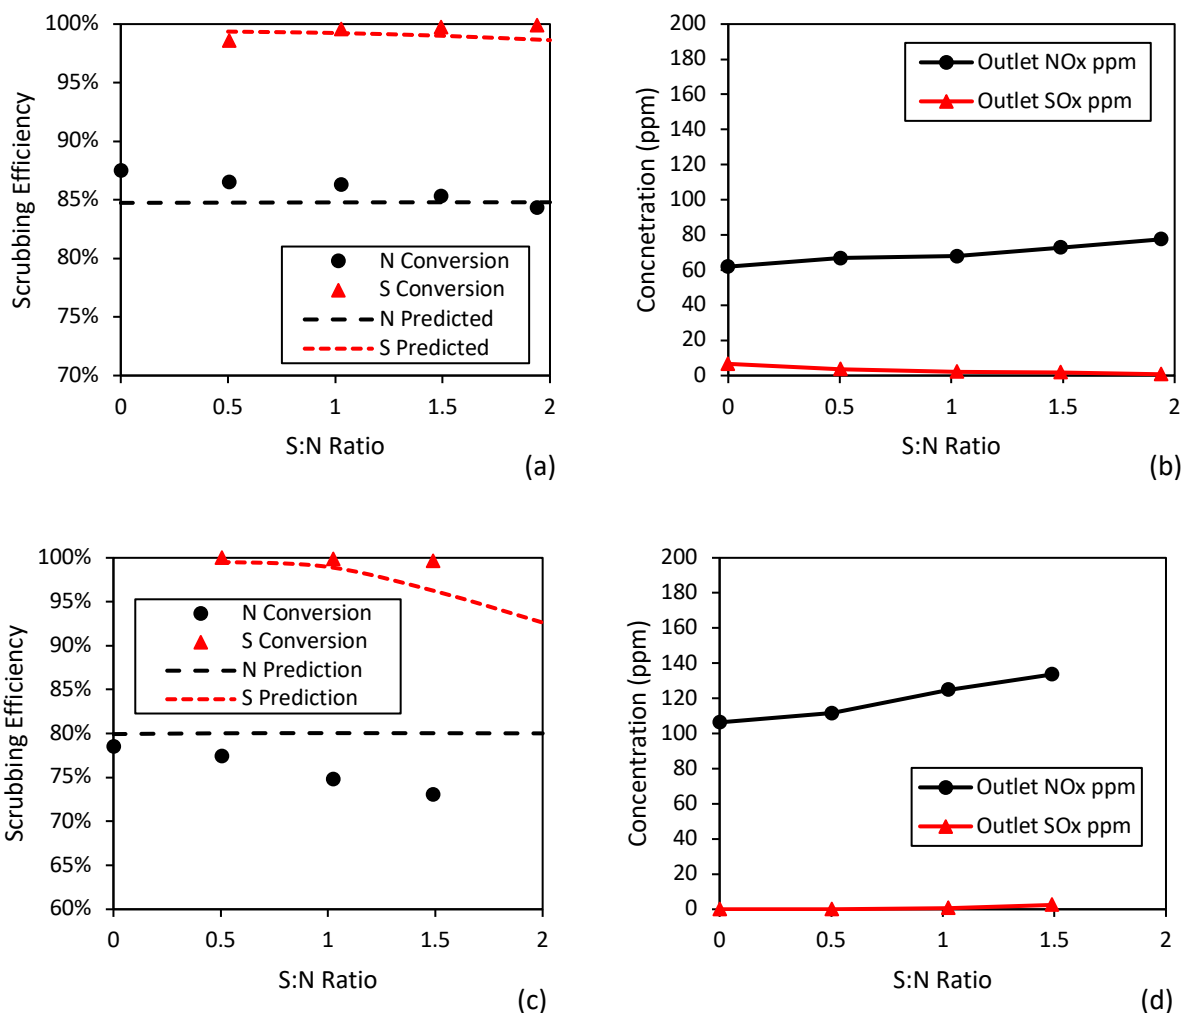 100%
95%
90%
85%
80%
75%
70%
Scrubbing Efficiency
N Conversion
S Conversion
N Predicted
S Predicted
0
0.5
1
1.5
2
S:N Ratio
(a)
200
180
160
140
120
100
80
60
40
20
0
Concnetration (ppm)
Outlet NOx ppm
Outlet SOx ppm
0
0.5
1
1.5
2
S:N Ratio
(b)
100%
95%
90%
85%
80%
75%
70%
65%
60%
Scrubbing Efficiency
N Conversion
S Conversion
N Prediction
S Prediction
0
0.5
1
1.5
2
S:N Ratio
(c)
200
180
160
140
120
100
80
60
40
20
0
Concentration (ppm)
Outlet NOx ppm
Outlet SOx ppm
0
0.5
1
1.5
2
S:N Ratio
(d)